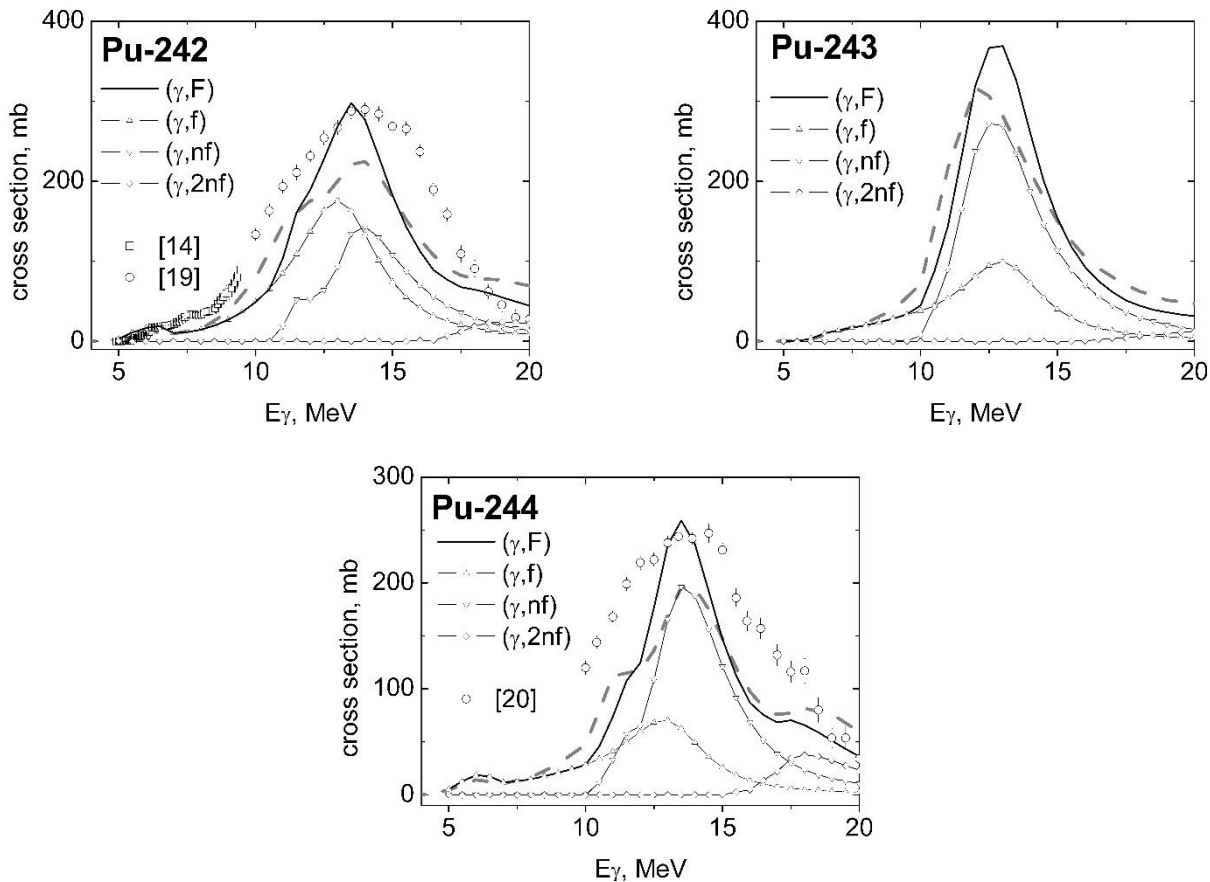 Pu-242
(γ,F)
(γ,f)
(γ,nf)
(γ,2nf)
[14]
[19]
cross section, mb
400
200
0
5 10 15 20
Eγ, MeV
Pu-243
(γ,F)
(γ,f)
(γ,nf)
(γ,2nf)
cross section, mb
400
200
0
5 10 15 20
Eγ, MeV
Pu-244
(γ,F)
(γ,f)
(γ,nf)
(γ,2nf)
[20]
cross section, mb
300
200
100
0
5 10 15 20
Eγ, MeV